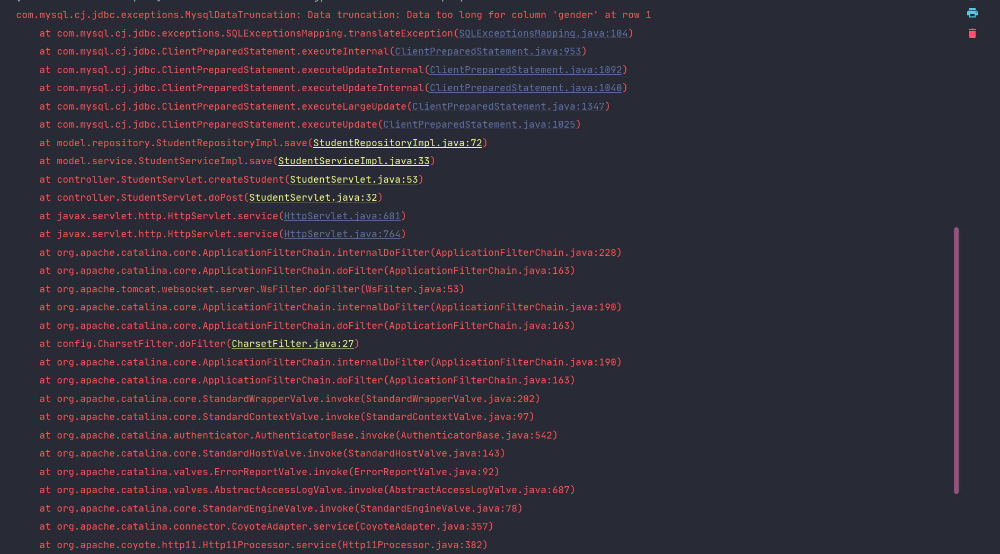 com.mysql.cj.jdbc.exceptions.MysqlDataTruncation: Data truncation: Data too long for column 'gender' at row 1
at com.mysql.cj.jdbc.exceptions.SQLExceptionsMapping.translateException(SQLExceptionsMapping.java:104)
at com.mysql.cj.jdbc.ClientPreparedStatement.executeInternal(ClientPreparedStatement.java:953)
at com.mysql.cj.jdbc.ClientPreparedStatement.executeUpdateInternal(ClientPreparedStatement.java:1092)
at com.mysql.cj.jdbc.ClientPreparedStatement.executeUpdateInternal(ClientPreparedStatement.java:1040)
at com.mysql.cj.jdbc.ClientPreparedStatement.executeLargeUpdate(ClientPreparedStatement.java:1347)
at com.mysql.cj.jdbc.ClientPreparedStatement.executeUpdate(ClientPreparedStatement.java:1025)
at model.repository.StudentRepositoryImpl.save(StudentRepositoryImpl.java:72)
at model.service.StudentServiceImpl.save(StudentServiceImpl.java:33)
at controller.StudentServlet.createStudent(StudentServlet.java:53)
at controller.StudentServlet.doPost(StudentServlet.java:32)
at javax.servlet.http.HttpServlet.service(HttpServlet.java:681)
at javax.servlet.http.HttpServlet.service(HttpServlet.java:764)
at org.apache.catalina.core.ApplicationFilterChain.internalDoFilter(ApplicationFilterChain.java:228)
at org.apache.catalina.core.ApplicationFilterChain.doFilter(ApplicationFilterChain.java:163)
at org.apache.tomcat.websocket.server.WsFilter.doFilter(WsFilter.java:53)
at org.apache.catalina.core.ApplicationFilterChain.internalDoFilter(ApplicationFilterChain.java:190)
at org.apache.catalina.core.ApplicationFilterChain.doFilter(ApplicationFilterChain.java:163)
at config.CharsetFilter.doFilter(CharsetFilter.java:27)
at org.apache.catalina.core.ApplicationFilterChain.internalDoFilter(ApplicationFilterChain.java:190)
at org.apache.catalina.core.ApplicationFilterChain.doFilter(ApplicationFilterChain.java:163)
at org.apache.catalina.core.StandardWrapperValve.invoke(StandardWrapperValve.java:202)
at org.apache.catalina.core.StandardContextValve.invoke(StandardContextValve.java:97)
at org.apache.catalina.authenticator.AuthenticatorBase.invoke(AuthenticatorBase.java:542)
at org.apache.catalina.core.StandardHostValve.invoke(StandardHostValve.java:143)
at org.apache.catalina.valves.ErrorReportValve.invoke(ErrorReportValve.java:92)
at org.apache.catalina.valves.AbstractAccessLogValve.invoke(AbstractAccessLogValve.java:687)
at org.apache.catalina.core.StandardEngineValve.invoke(StandardEngineValve.java:78)
at org.apache.catalina.connector.CoyoteAdapter.service(CoyoteAdapter.java:357)
at org.apache.coyote.http11.Http11Processor.service(Http11Processor.java:382)